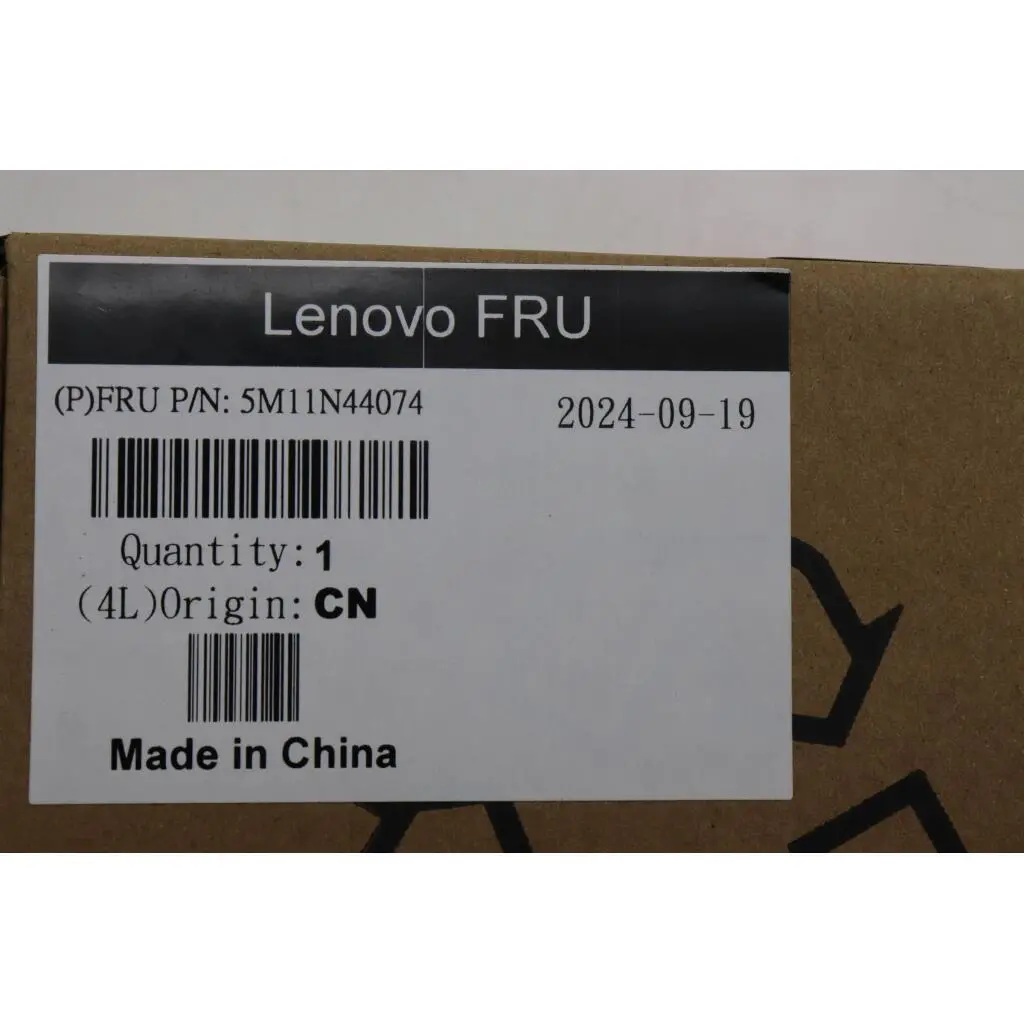 Lenovo FRU
(P)FRU P/N: 5M11N44074
2024-09-19
Quantity: 1
(4L)Origin: CN
Made in China